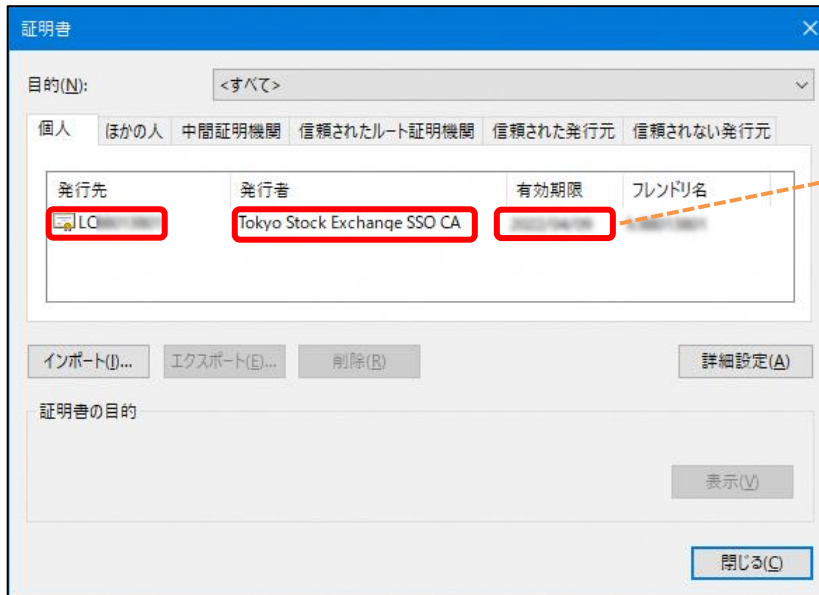 証明書
目的(N): <すべて>
個人 ほかの人 中間証明機関 信頼されたルート証明機関 信頼された発行元 信頼されない発行元
発行先 発行者 有効期限 フレンドリ名
LC Tokyo Stock Exchange SSO CA
インポート(I)... エクスポート(E)... 削除(R) 詳細設定(A)
証明書の目的
表示(V)
閉じる(C)